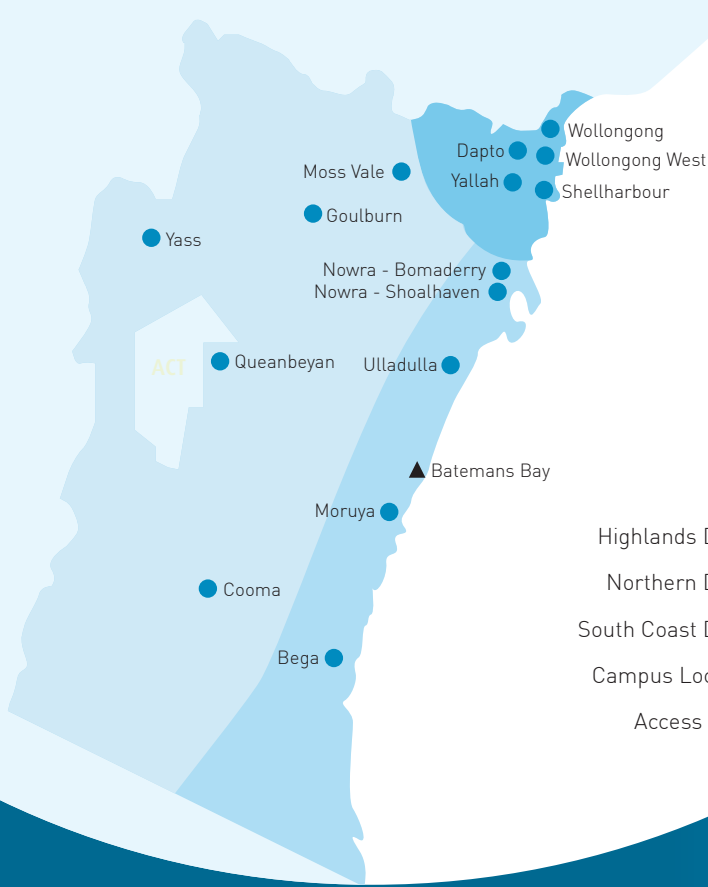 Wollongong
Dapto
Wollongong West
Moss Vale
Yallah
Shellharbour
Goulburn
Yass
Nowra - Bomaderry
Nowra - Shoalhaven
ACT
Queanbeyan
Ulladulla
Batemans Bay
Moruya
Highlands
Northern
Cooma
South Coast
Bega
Campus
Access